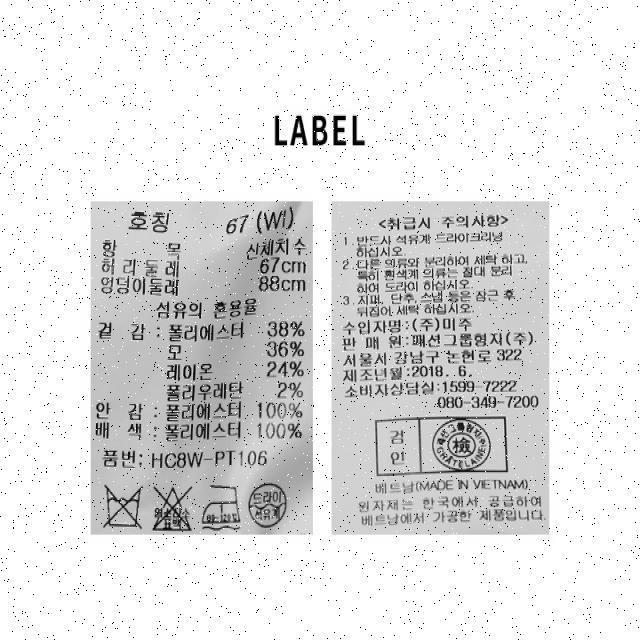 LABEL
호칭 67 (W)
항 목 신체치수
허리둘레 67cm
엉덩이둘레 88cm
섬유의 혼용율
겉 감 : 폴리에스터 38%
모 36%
레이온 24%
폴리우레탄 2%
안 감 : 폴리에스터 100%
배 색 : 폴리에스터 100%
품번: HC8W-PT106
드라이
석유계
<취급시 주의사항>
1. 반드시 석유계 드라이크리닝
하십시오.
2. 다른 의류와 분리하여 세탁 하고,
특히 흰색계 의류는 절대 분리
하여 드라이 하십시오.
3. 지퍼, 단추, 스냅 등은 잠근 후
뒤집어 세탁 하십시오.
수입자명:(주)미주
판 매 원:패션그룹형지(주)
서울시 강남구 논현로 322
제조년월:2018. 6.
소비자상담실:1599-7222
080-349-7200
검
인
檢
CHATELAINE
베트남(MADE IN VIETNAM)
원자재는 한국에서 공급하여
베트남에서 가공한 제품입니다.